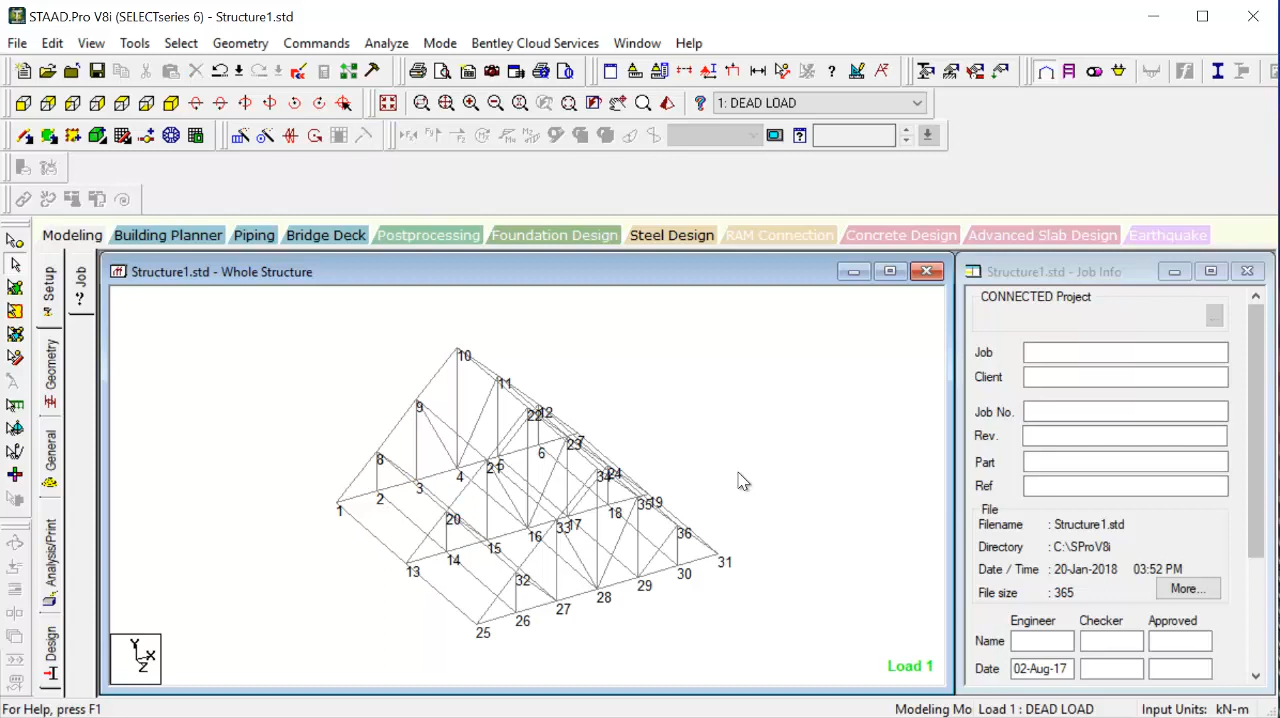 STAAD.Pro V8i (SELECTseries 6) - Structure1.std
File Edit View Tools Select Geometry Commands Analyze Mode Bentley Cloud Services Window Help
1: DEAD LOAD
Modeling Building Planner Piping Bridge Deck Postprocessing Foundation Design Steel Design RAM Connection Concrete Design Advanced Slab Design Earthquake
Setup
Geometry
General
Analysis/Print
Design
Job
Structure1.std - Whole Structure
10
11
22 12
9
23 7
6
8
21 5
4
34 24
3
2
1
35 19
18
20
33 17
16
36
15
14
13
31
32
30
29
28
27
26
25
Y
X
Z
Load 1
Structure1.std - Job Info
CONNECTED Project
...
Job
Client
Job No.
Rev.
Part
Ref
File
Filename : Structure1.std
Directory : C:\SProV8i
Date / Time : 20-Jan-2018 03:52 PM
File size : 365
More...
Engineer Checker Approved
Name
Date 02-Aug-17
For Help, press F1
Modeling Mo Load 1 : DEAD LOAD Input Units: kN-m